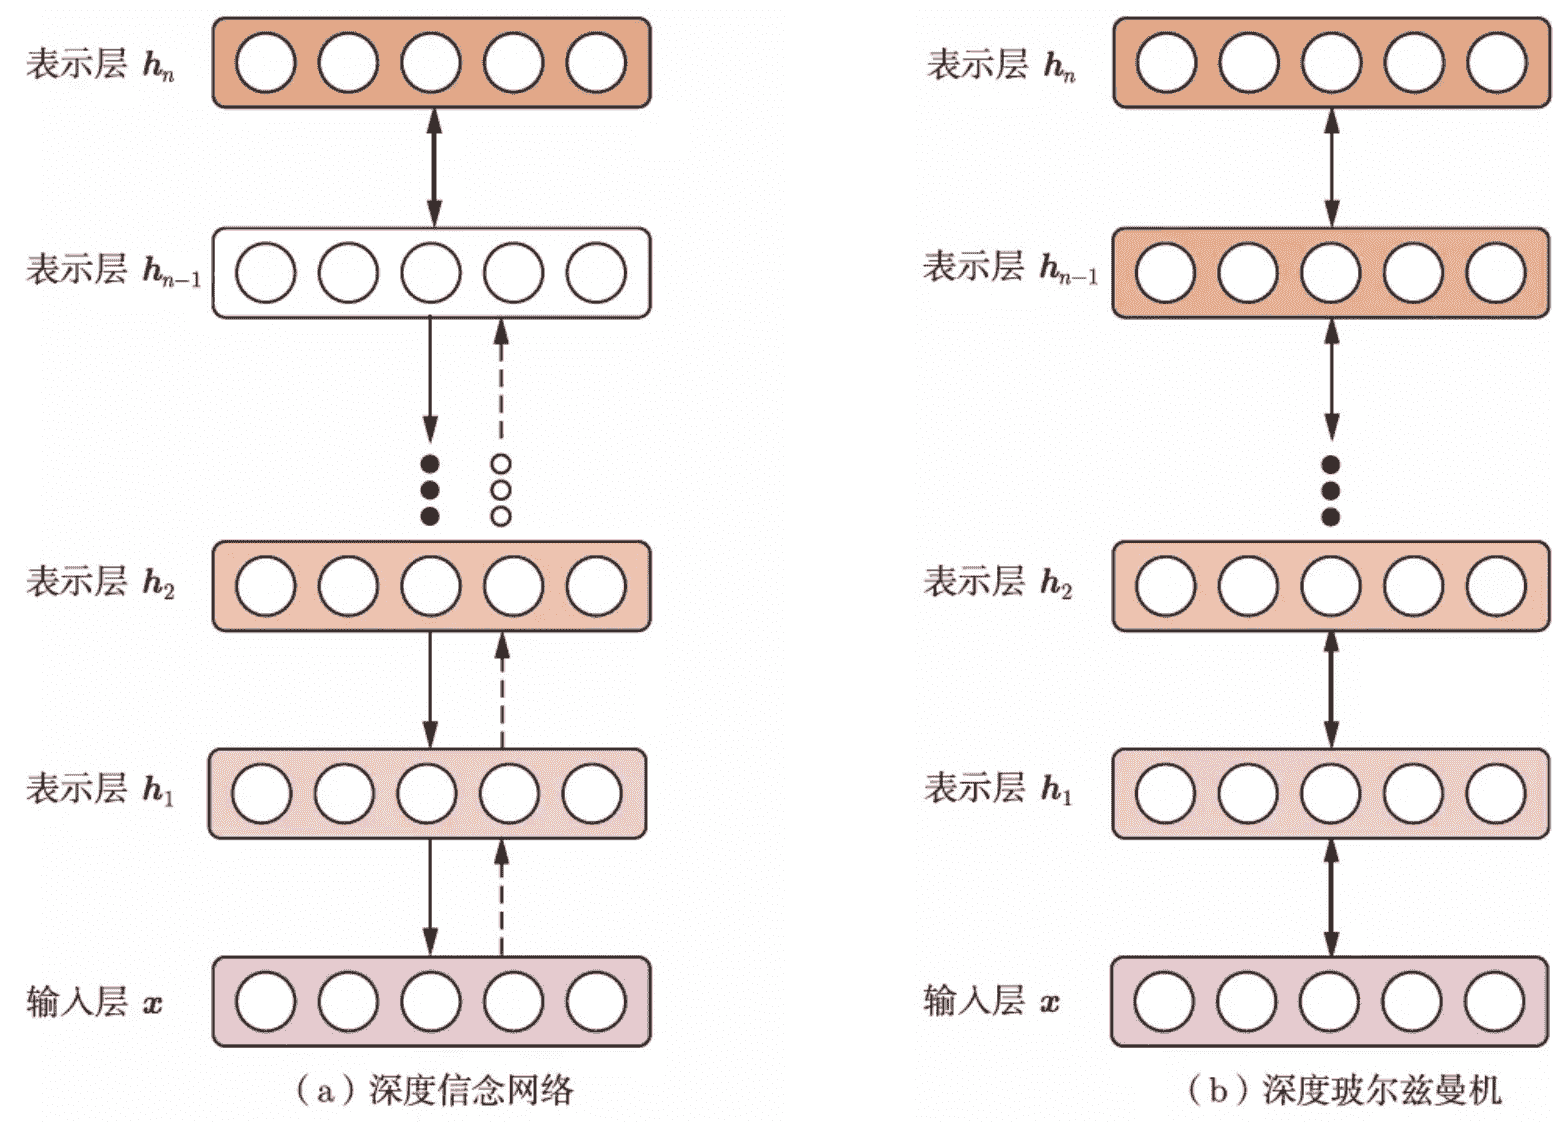 表示层 hₙ
表示层 hₙ₋₁
表示层 h₂
表示层 h₁
输入层 x
（a）深度信念网络
表示层 hₙ
表示层 hₙ₋₁
表示层 h₂
表示层 h₁
输入层 x
（b）深度玻尔兹曼机